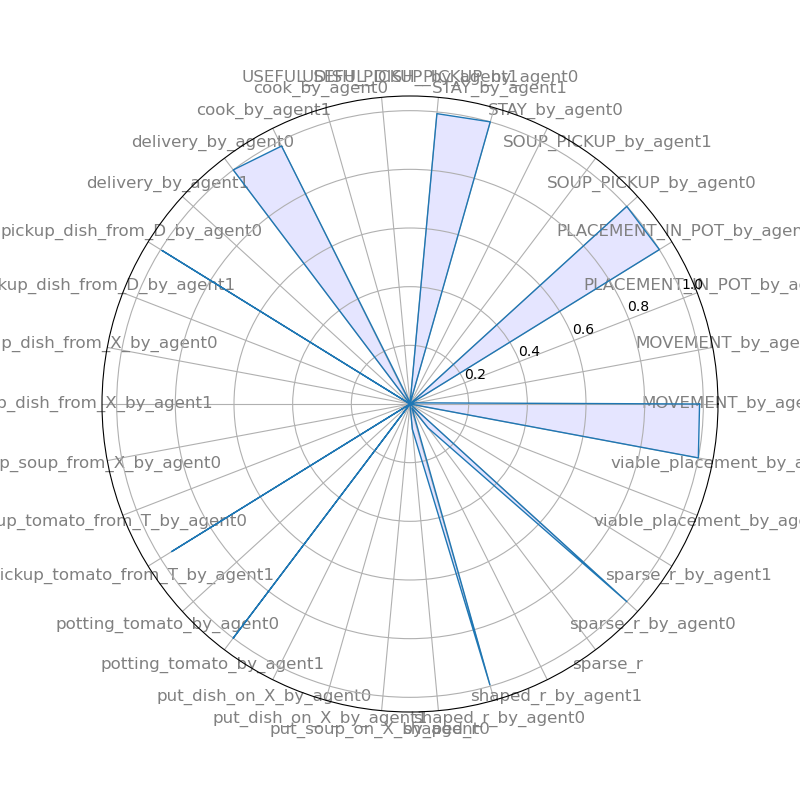 USEFUL_DISH_PICKUP_by_agent1
USEFUL_DISH_PICKUP_by_agent0
cook_by_agent0
STAY_by_agent1
cook_by_agent1
STAY_by_agent0
delivery_by_agent0
SOUP_PICKUP_by_agent1
delivery_by_agent1
SOUP_PICKUP_by_agent0
pickup_dish_from_D_by_agent0
PLACEMENT_IN_POT_by_agen
kup_dish_from_D_by_agent1
PLACEMENT_IN_POT_by_a
1.0
0.8
0.6
p_dish_from_X_by_agent0
MOVEMENT_by_age
0.4
0.2
p_dish_from_X_by_agent1
MOVEMENT_by_age
p_soup_from_X_by_agent0
viable_placement_by_a
up_tomato_from_T_by_agent0
viable_placement_by_age
ickup_tomato_from_T_by_agent1
sparse_r_by_agent1
potting_tomato_by_agent0
sparse_r_by_agent0
potting_tomato_by_agent1
sparse_r
put_dish_on_X_by_agent0
shaped_r_by_agent1
put_dish_on_X_by_agent1
shaped_r_by_agent0
put_soup_on_X_by_agent0
shaped_r